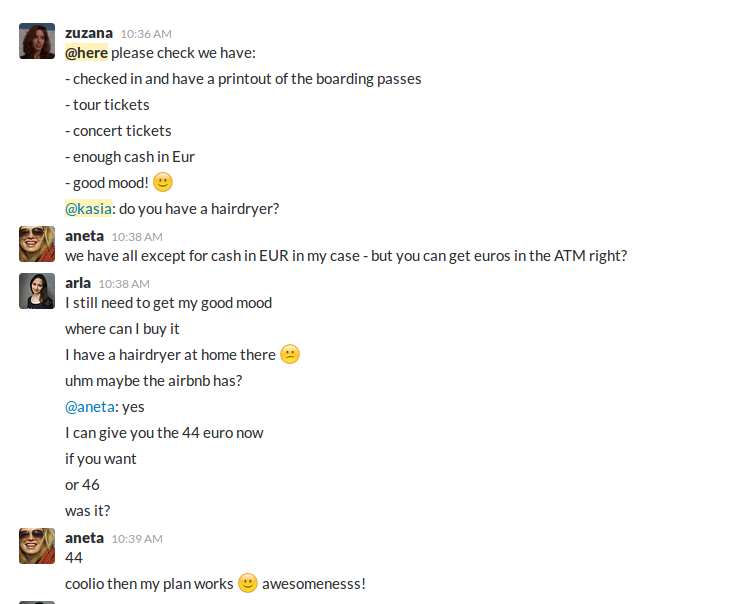 zuzana 10:36 AM
@here please check we have:
- checked in and have a printout of the boarding passes
- tour tickets
- concert tickets
- enough cash in Eur
- good mood! 🙂
@kasia: do you have a hairdryer?
aneta 10:38 AM
we have all except for cash in EUR in my case - but you can get euros in the ATM right?
arla 10:38 AM
I still need to get my good mood
where can I buy it
I have a hairdryer at home there 😕
uhm maybe the airbnb has?
@aneta: yes
I can give you the 44 euro now
if you want
or 46
was it?
aneta 10:39 AM
44
coolio then my plan works 🙂 awesomenesss!